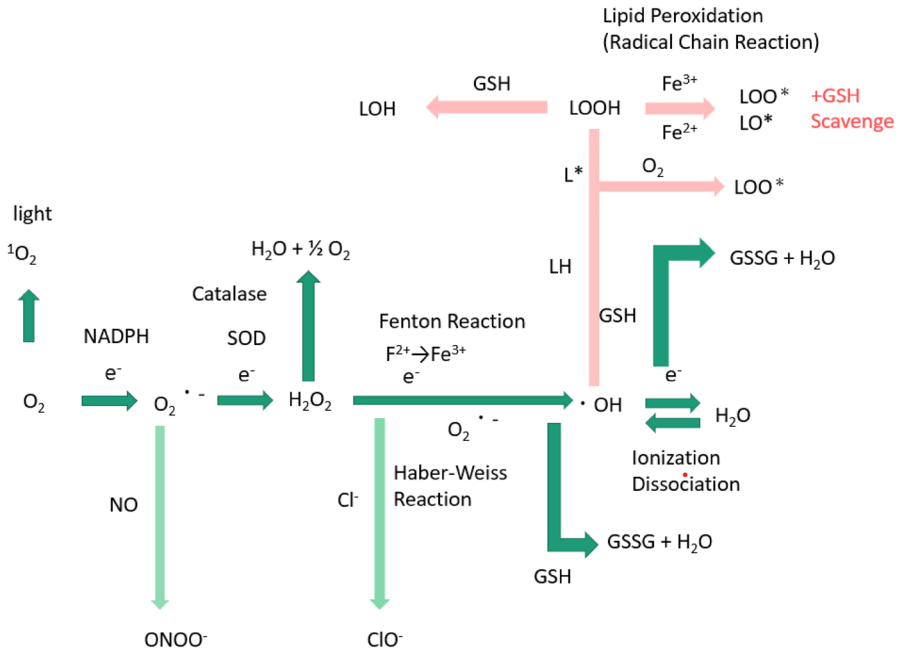 Lipid Peroxidation
(Radical Chain Reaction)
GSH
Fe³⁺
LOH
LOOH
LOO*
+GSH
Fe²⁺
LO*
Scavenge
L*
O₂
LOO*
light
¹O₂
H₂O + ½ O₂
GSSG + H₂O
LH
Catalase
GSH
Fenton Reaction
NADPH
SOD
F²⁺→Fe³⁺
e⁻
e⁻
e⁻
e⁻
O₂
O₂˙⁻
H₂O₂
·OH
H₂O
O₂˙⁻
Ionization
Dissociation
Haber-Weiss
Reaction
NO
Cl⁻
GSSG + H₂O
GSH
ONOO⁻
ClO⁻